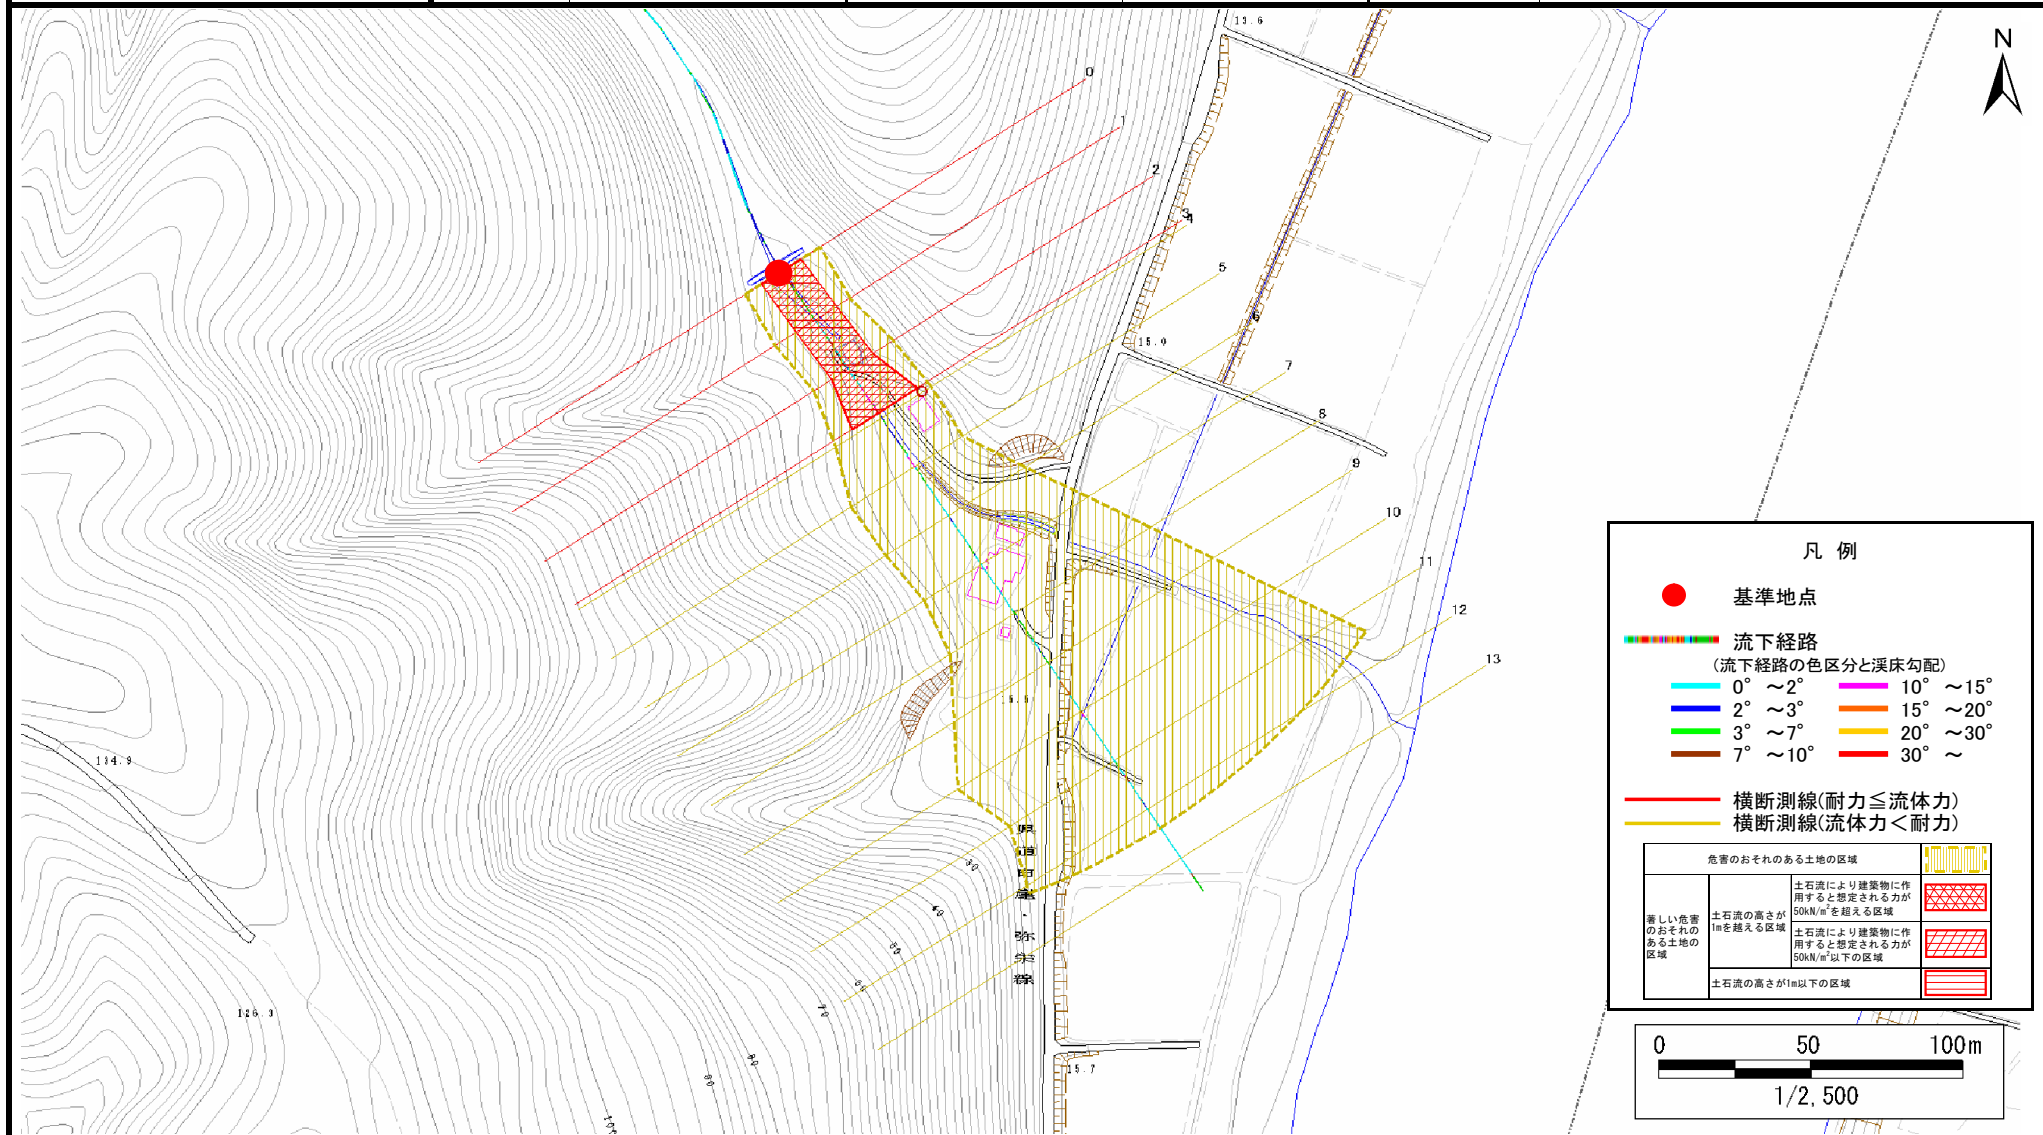 13.6
N
0
1
2
3
4
5
6
15.0
7
8
9
10
11
12
13
134.9
126.3
15.7
凡 例
基準地点
流下経路
(流下経路の色区分と渓床勾配)
0° ～2° 10° ～15°
2° ～3° 15° ～20°
3° ～7° 20° ～30°
7° ～10° 30° ～
横断測線(耐力≦流体力)
横断測線(流体力＜耐力)
危害のおそれのある土地の区域
著しい危害
のおそれの
ある土地の
区域
土石流の高さが
1mを越える区域
土石流により建築物に作
用すると想定される力が
50kN/m²を超える区域
土石流により建築物に作
用すると想定される力が
50kN/m²以下の区域
土石流の高さが1m以下の区域
0 50 100m
1/2,500